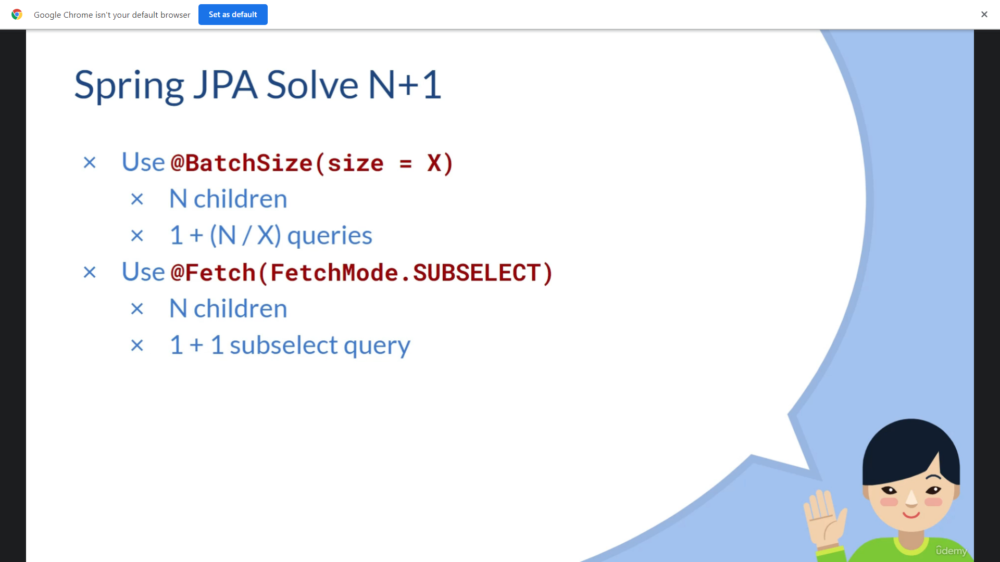 Google Chrome isn't your default browser Set as default
Spring JPA Solve N+1
× Use @BatchSize(size = X)
× N children
× 1 + (N / X) queries
× Use @Fetch(FetchMode.SUBSELECT)
× N children
× 1 + 1 subselect query
ûdemy